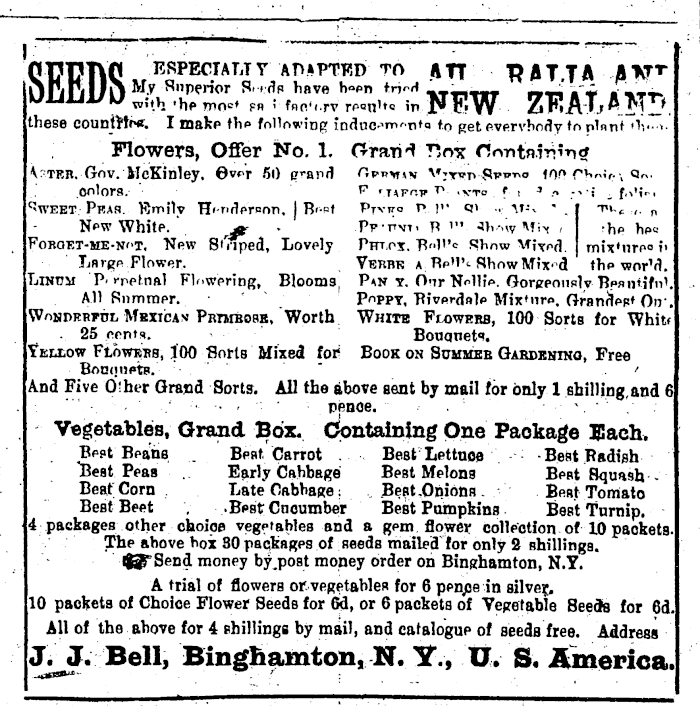 SEEDS ESPECIALLY ADAPTED TO
My Superior Seeds have been tried
with the most results in NEW ZEALAND
these countries. I make the following inducements to get everybody to plant
Flowers, Offer No. 1. Grand Box Containing
ASTER, Gov. McKinley, Over 50 grand
colors.
SWEET PEAS, Emily Henderson, Best
New White.
FORGET-ME-NOT, New Striped, Lovely
Large Flower.
LINUM Perpetual Flowering, Blooms
All Summer.
WONDERFUL MEXICAN PRIMROSE, Worth
25 cents.
YELLOW FLOWERS, 100 Sorts Mixed for
Bouquets.
GERMAN MIXED SEEDS, 100
Show
Show
PHLOX, Bell's Show Mixed.
Bell's Show Mixed
mixtures
the world.
Our Nellie, Gorgeously Beautiful.
POPPY, Riverdale Mixture, Grandest
WHITE FLOWERS, 100 Sorts for White
Bouquets.
BOOK ON SUMMER GARDENING, Free
And Five Other Grand Sorts. All the above sent by mail for only 1 shilling and 6
pence.
Vegetables, Grand Box. Containing One Package Each.
Best Beans Best Carrot Best Lettuce Best Radish
Best Peas Early Cabbage Best Melons Best Squash
Best Corn Late Cabbage Best Onions Best Tomato
Best Beet Best Cucumber Best Pumpkins Best Turnip.
4 packages other choice vegetables and a gem flower collection of 10 packets.
The above box 30 packages of seeds mailed for only 2 shillings.
Send money by post money order on Binghamton, N.Y.
A trial of flowers or vegetables for 6 pence in silver.
10 packets of Choice Flower Seeds for 6d, or 6 packets of Vegetable Seeds for 6d.
All of the above for 4 shillings by mail, and catalogue of seeds free. Address
J. J. Bell, Binghamton, N. Y., U. S. America.